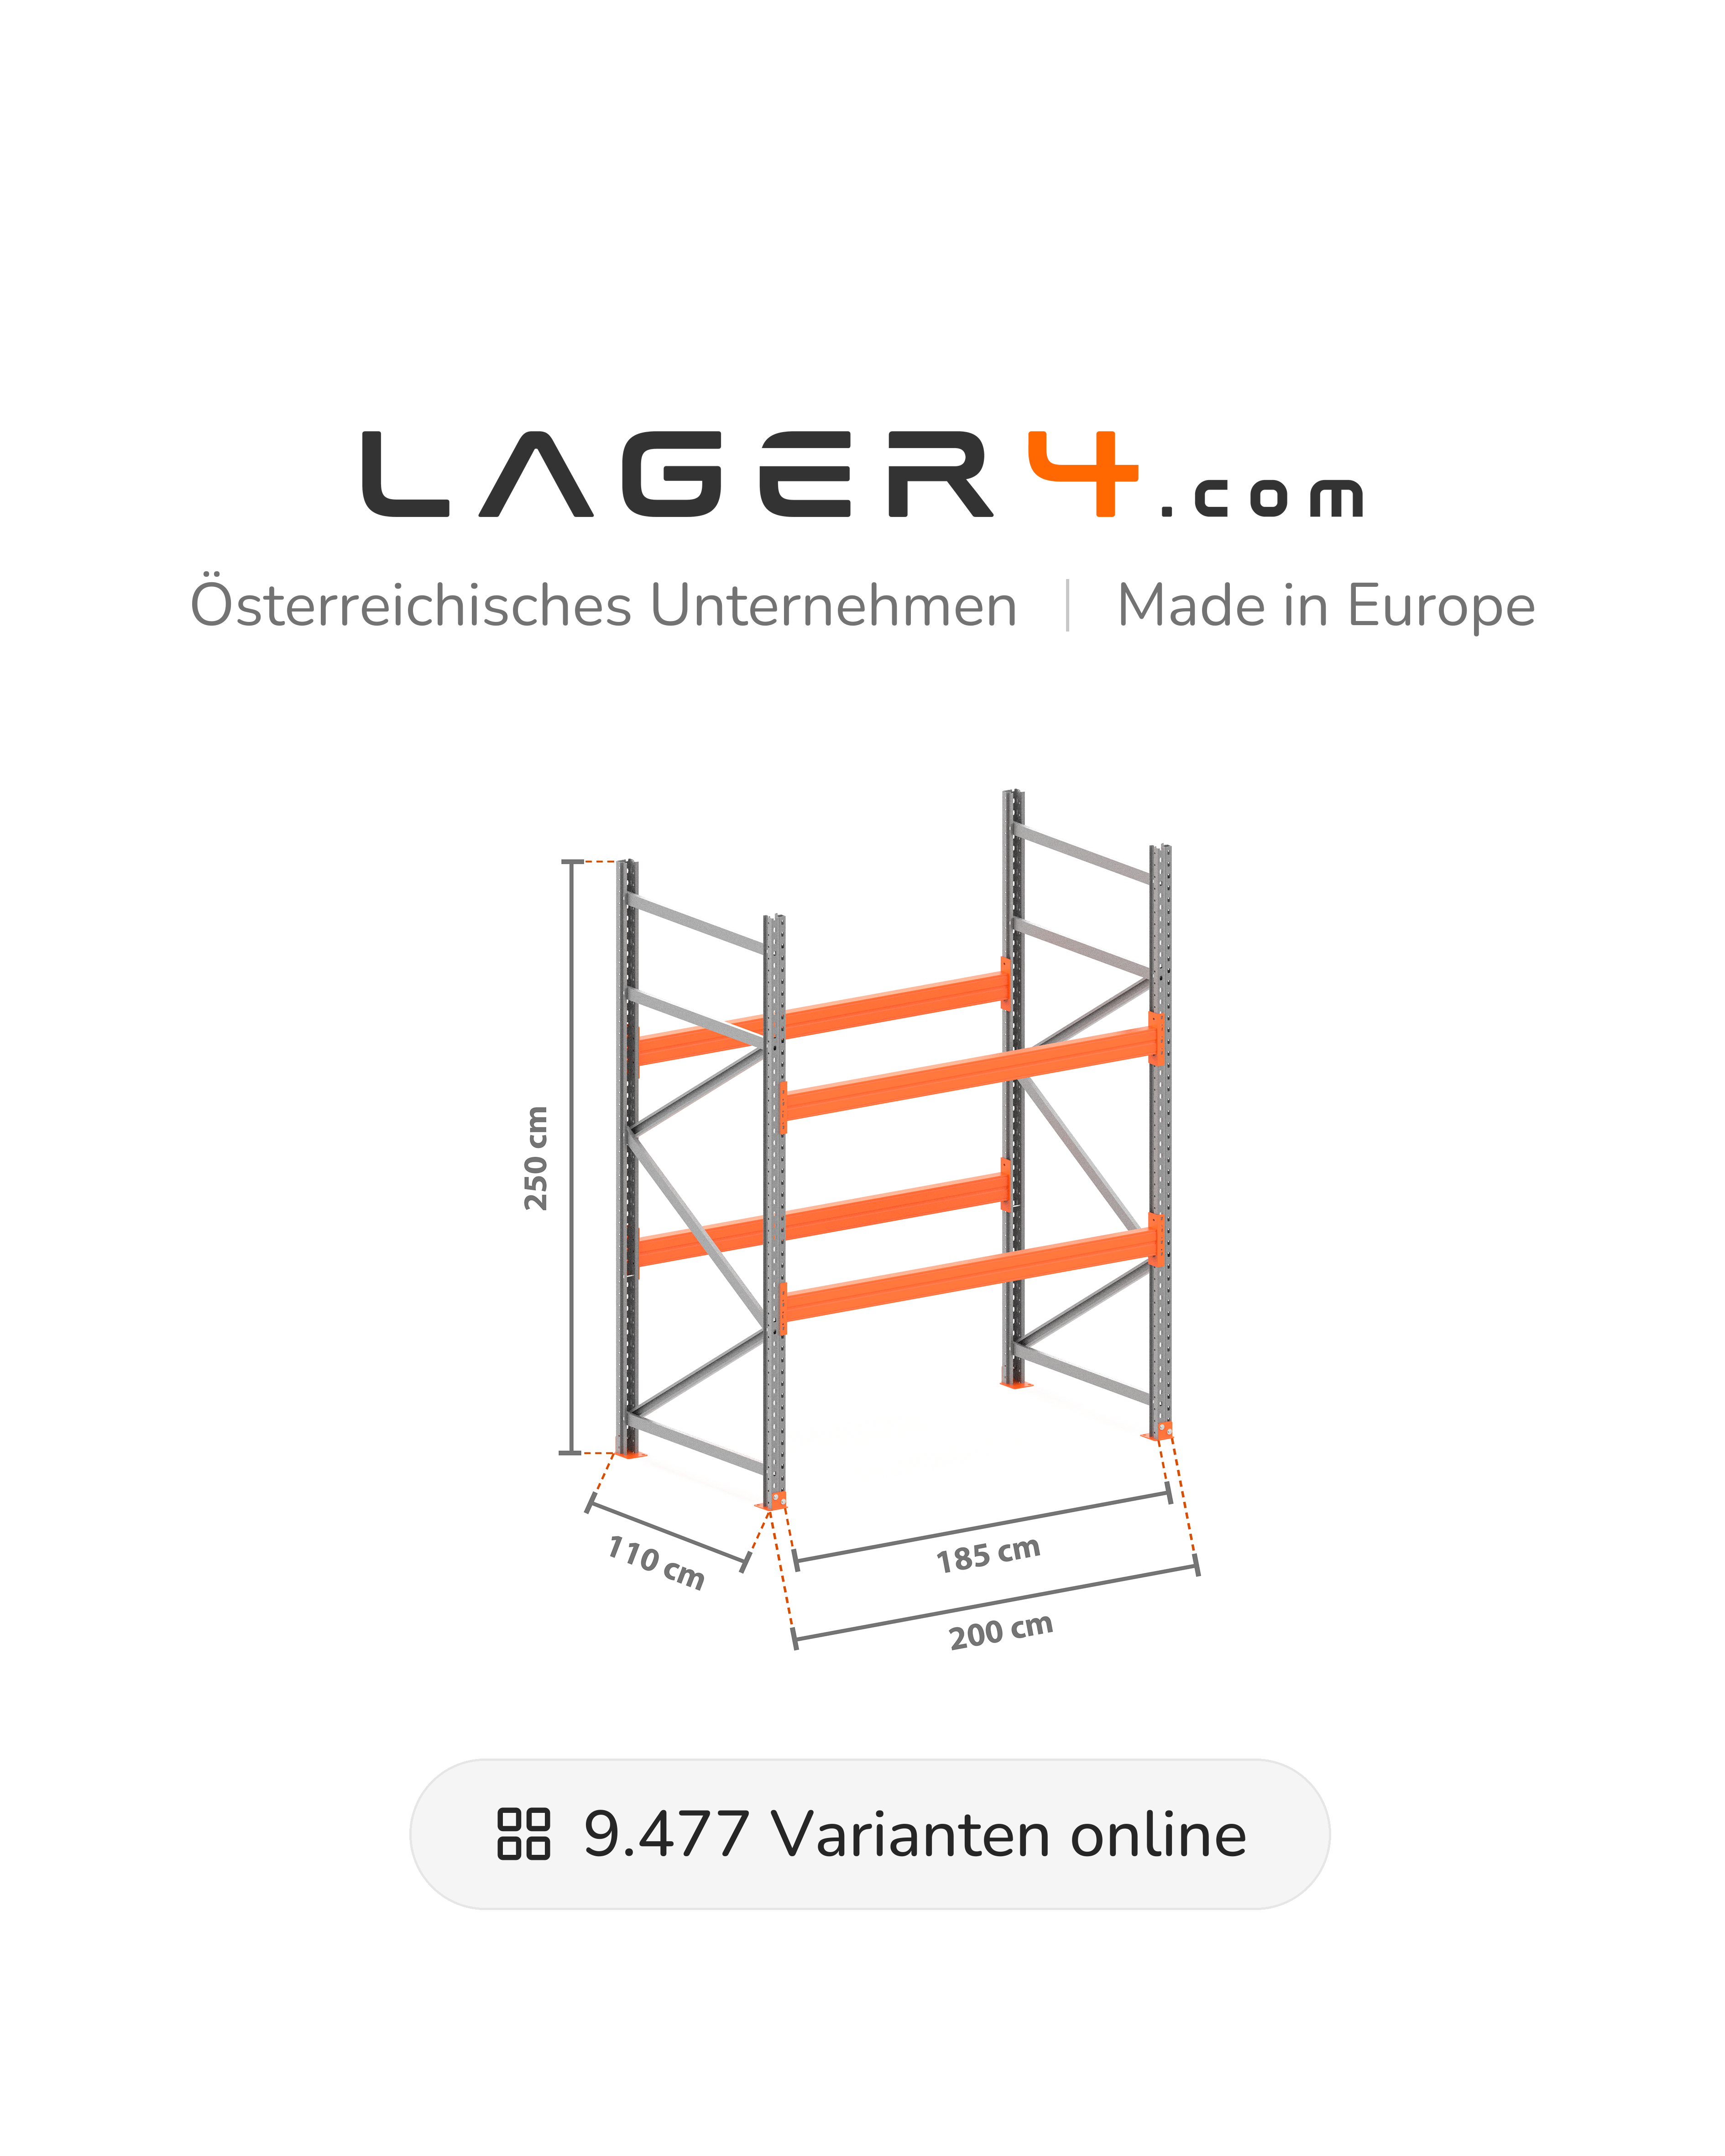 LAGER4.com
Österreichisches Unternehmen | Made in Europe
250 cm
110 cm
185 cm
200 cm
9.477 Varianten online